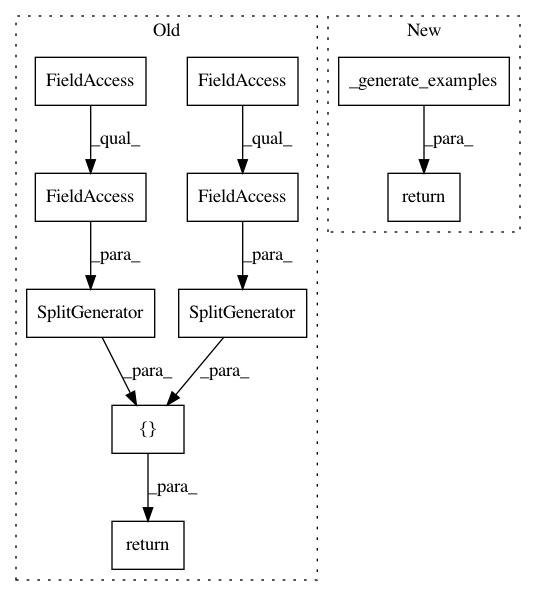 Old
New
FieldAccess
FieldAccess
_generate_examples
_qual_
_qual_
_para_
FieldAccess
FieldAccess
return
_para_
_para_
SplitGenerator
SplitGenerator
_para_
_para_
{}
_para_
return